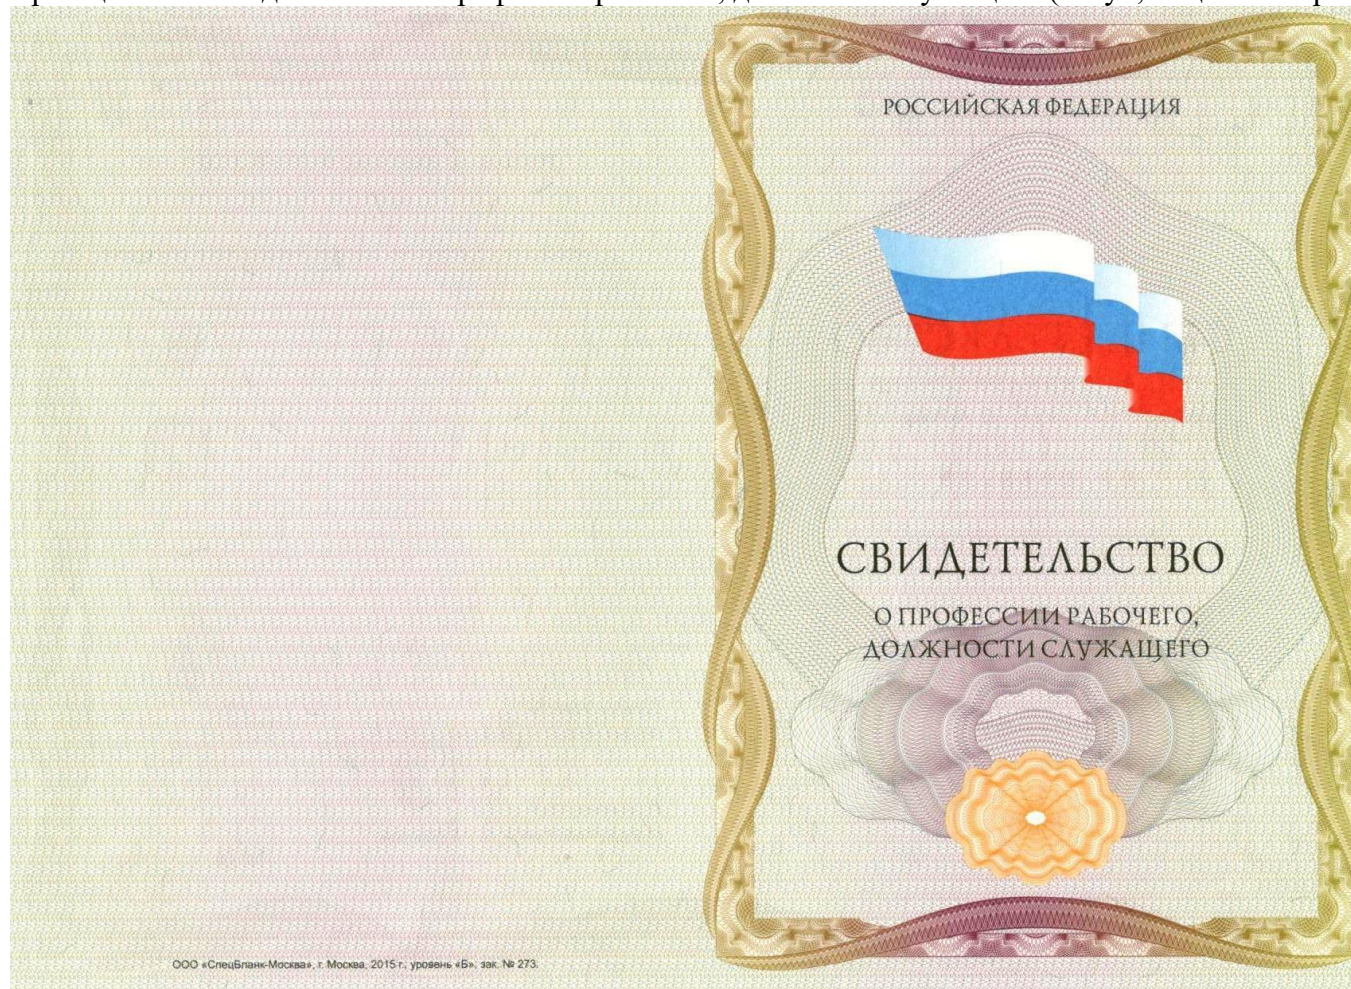 РОССИЙСКАЯ ФЕДЕРАЦИЯ
СВИДЕТЕЛЬСТВО
О ПРОФЕССИИ РАБОЧЕГО,
ДОЛЖНОСТИ СЛУЖАЩЕГО
ООО «СпецБланк-Москва», г. Москва, 2015 г., уровень «Б», зак. № 273.